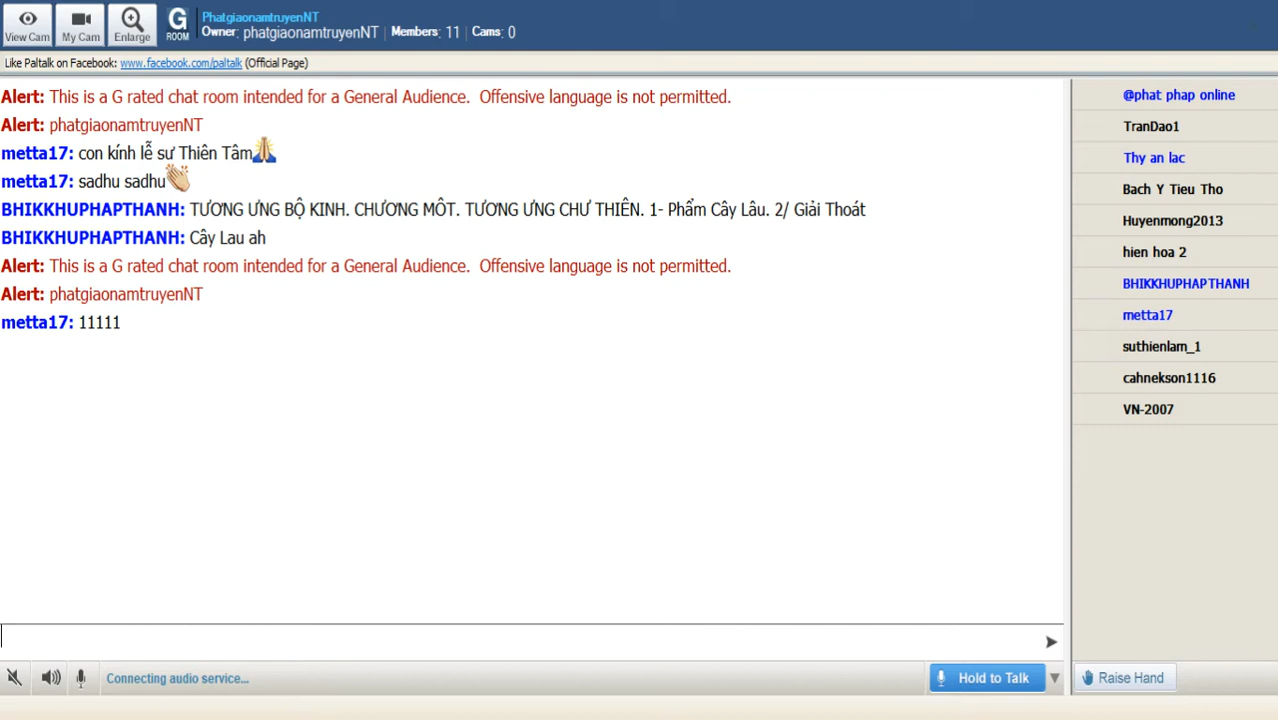 View Cam
My Cam
Enlarge
G
ROOM
PhatgiaonamtruyenNT
Owner: phatgiaonamtruyenNT
Members: 11
Cams: 0
Like Paltalk on Facebook: www.facebook.com/paltalk (Official Page)
Alert: This is a G rated chat room intended for a General Audience. Offensive language is not permitted.
Alert: phatgiaonamtruyenNT
metta17: con kính lễ sư Thiên Tâm
metta17: sadhu sadhu
BHIKKHUPHAPTHANH: TƯƠNG ƯNG BỘ KINH. CHƯƠNG MÔT. TƯƠNG ƯNG CHƯ THIÊN. 1- Phẩm Cây Lâu. 2/ Giải Thoát
BHIKKHUPHAPTHANH: Cây Lau ah
Alert: This is a G rated chat room intended for a General Audience. Offensive language is not permitted.
Alert: phatgiaonamtruyenNT
metta17: 11111
@phat phap online
TranDao1
Thy an lac
Bach Y Tieu Tho
Huyenmong2013
hien hoa 2
BHIKKHUPHAPTHANH
metta17
suthienlam_1
cahnekson1116
VN-2007
Connecting audio service...
Hold to Talk
Raise Hand